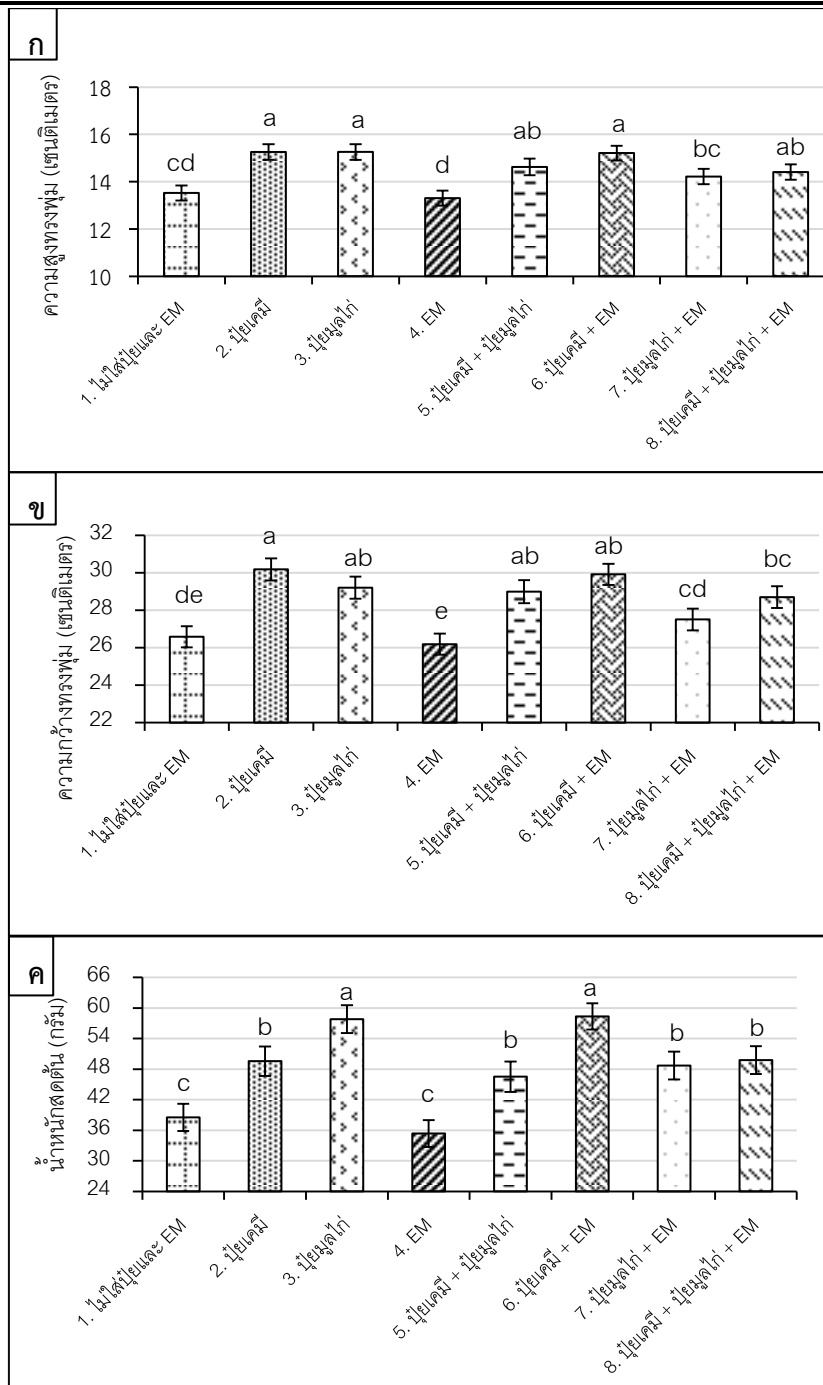 ก
ความสูงทรงพุ่ม (เซนติเมตร)
18
16
14
12
10
cd
a
a
d
ab
a
bc
ab
1. ไม่ใส่ปุ๋ยและ EM
2. ปุ๋ยเคมี
3. ปุ๋ยมูลไก่
4. EM
5. ปุ๋ยเคมี + ปุ๋ยมูลไก่
6. ปุ๋ยเคมี + EM
7. ปุ๋ยมูลไก่ + EM
8. ปุ๋ยเคมี + ปุ๋ยมูลไก่ + EM
ข
ความกว้างทรงพุ่ม (เซนติเมตร)
32
30
28
26
24
22
de
a
ab
e
ab
ab
cd
bc
1. ไม่ใส่ปุ๋ยและ EM
2. ปุ๋ยเคมี
3. ปุ๋ยมูลไก่
4. EM
5. ปุ๋ยเคมี + ปุ๋ยมูลไก่
6. ปุ๋ยเคมี + EM
7. ปุ๋ยมูลไก่ + EM
8. ปุ๋ยเคมี + ปุ๋ยมูลไก่ + EM
ค
น้ำหนักสดต้น (กรัม)
66
60
54
48
42
36
30
24
c
b
a
c
b
a
b
b
1. ไม่ใส่ปุ๋ยและ EM
2. ปุ๋ยเคมี
3. ปุ๋ยมูลไก่
4. EM
5. ปุ๋ยเคมี + ปุ๋ยมูลไก่
6. ปุ๋ยเคมี + EM
7. ปุ๋ยมูลไก่ + EM
8. ปุ๋ยเคมี + ปุ๋ยมูลไก่ + EM